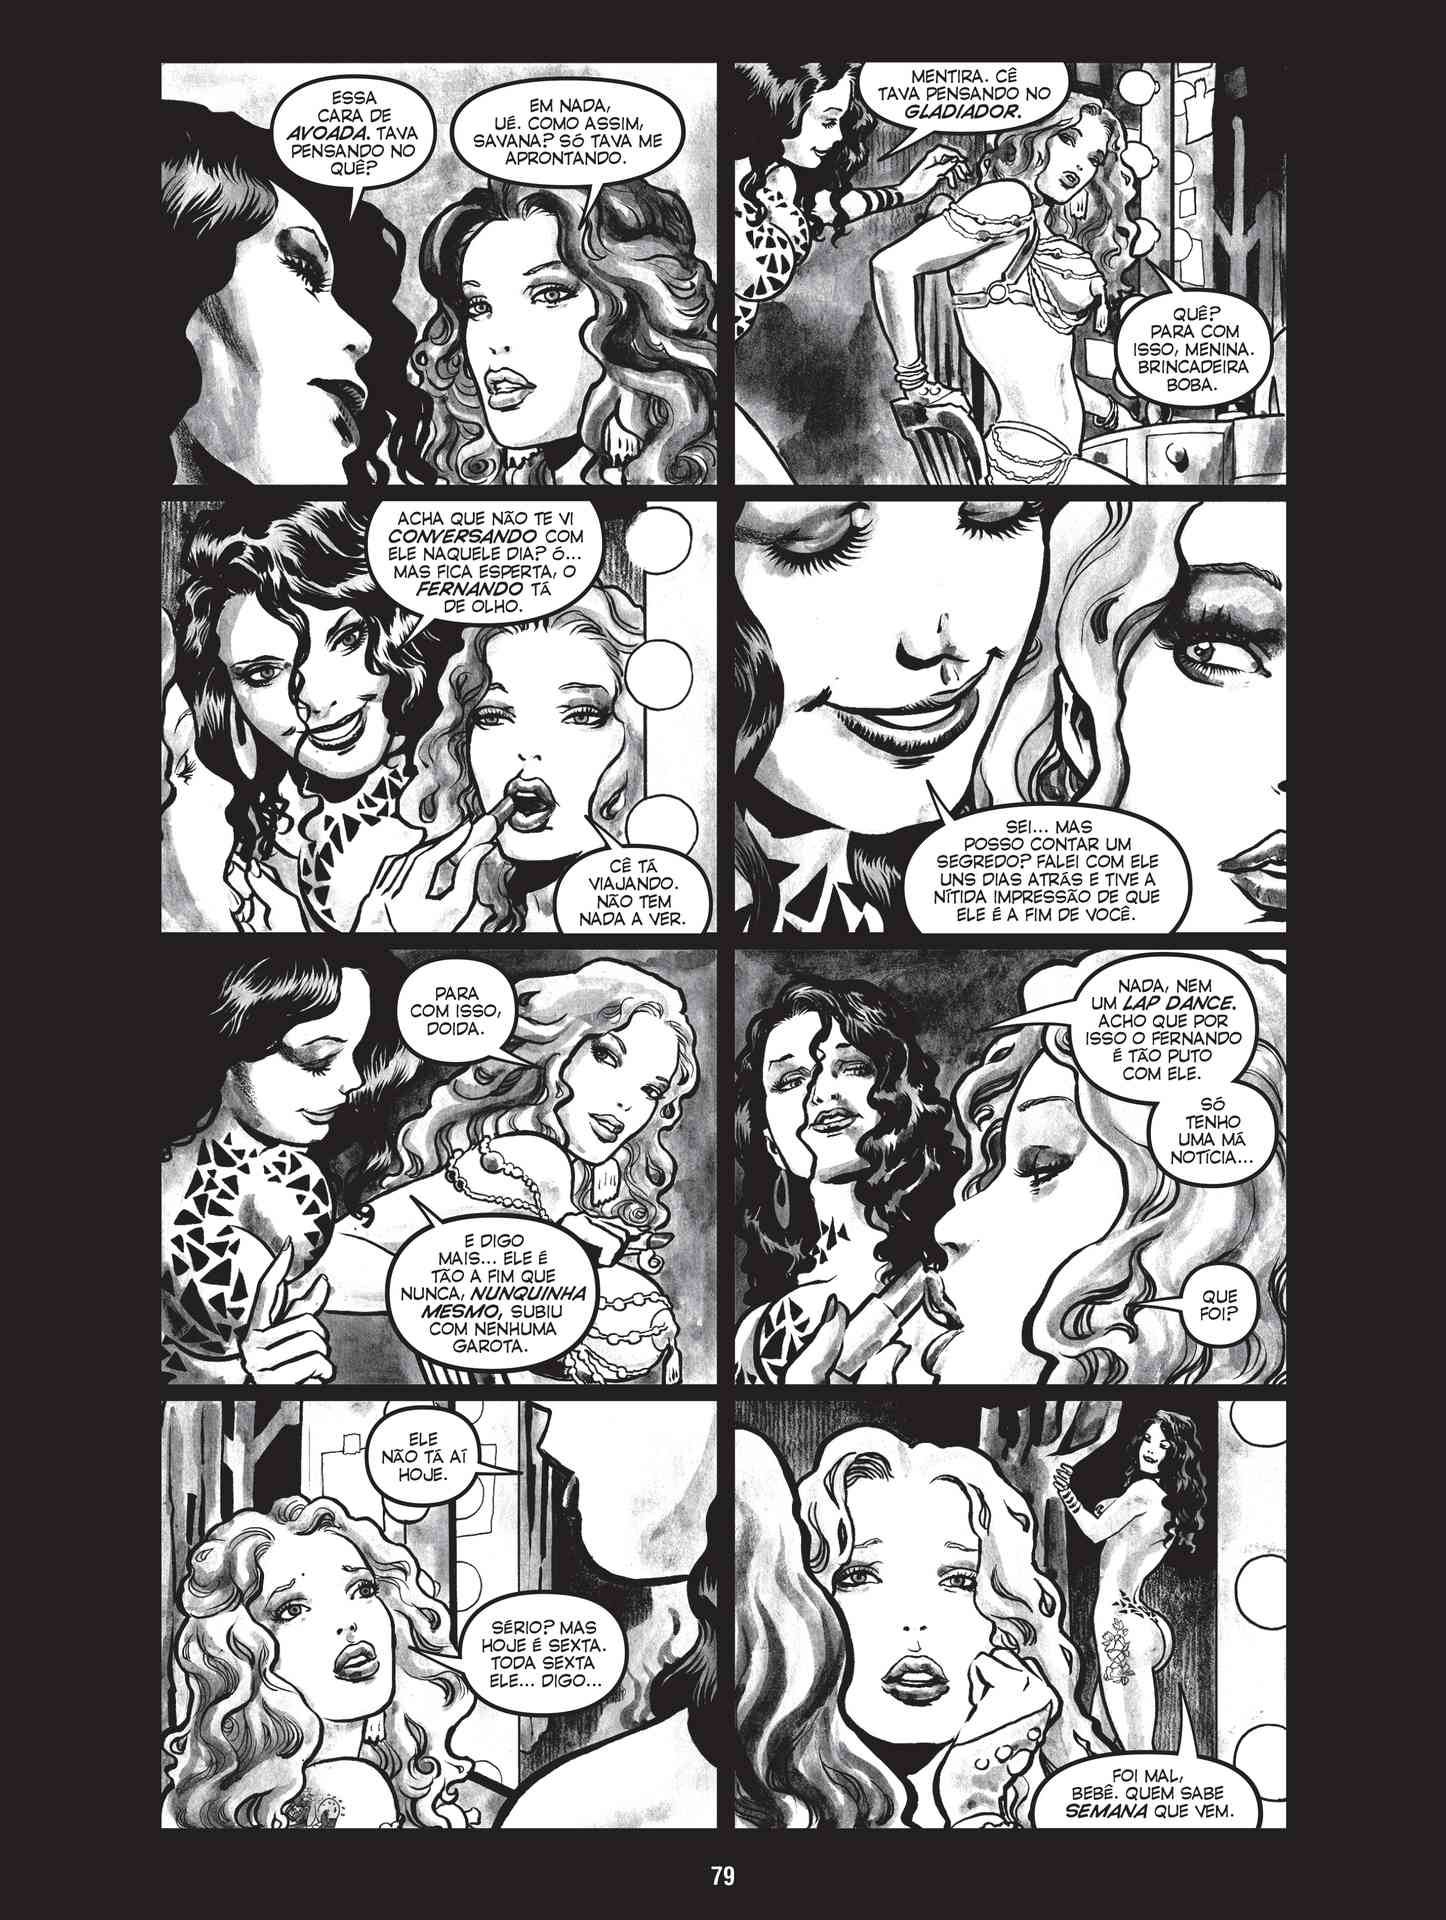 ESSA
CARA DE
AVOADA. TAVA
PENSANDO NO
QUÊ?
EM NADA,
UÉ. COMO ASSIM,
SAVANA? SÓ TAVA ME
APRONTANDO.
MENTIRA. CÊ
TAVA PENSANDO NO
GLADIADOR.
QUÊ?
PARA COM
ISSO, MENINA.
BRINCADEIRA
BOBA.
ACHA QUE NÃO TE VI
CONVERSANDO COM
ELE NAQUELE DIA? Ó...
MAS FICA ESPERTA, O
FERNANDO TÁ
DE OLHO.
CÊ TÁ
VIAJANDO.
NÃO TEM
NADA A VER.
SEI... MAS
POSSO CONTAR UM
SEGREDO? FALEI COM ELE
UNS DIAS ATRÁS E TIVE A
NÍTIDA IMPRESSÃO DE QUE
ELE É A FIM DE VOCÊ.
PARA
COM ISSO,
DOIDA.
E DIGO
MAIS... ELE É
TÃO A FIM QUE
NUNCA, NUNQUINHA
MESMO, SUBIU
COM NENHUMA
GAROTA.
NADA, NEM
UM LAP DANCE.
ACHO QUE POR
ISSO O FERNANDO
É TÃO PUTO
COM ELE.
SÓ
TENHO
UMA MÁ
NOTÍCIA...
QUE
FOI?
ELE
NÃO TÁ AÍ
HOJE.
SÉRIO? MAS
HOJE É SEXTA.
TODA SEXTA
ELE... DIGO...
FOI MAL,
BEBÊ. QUEM SABE
SEMANA QUE VEM.
79